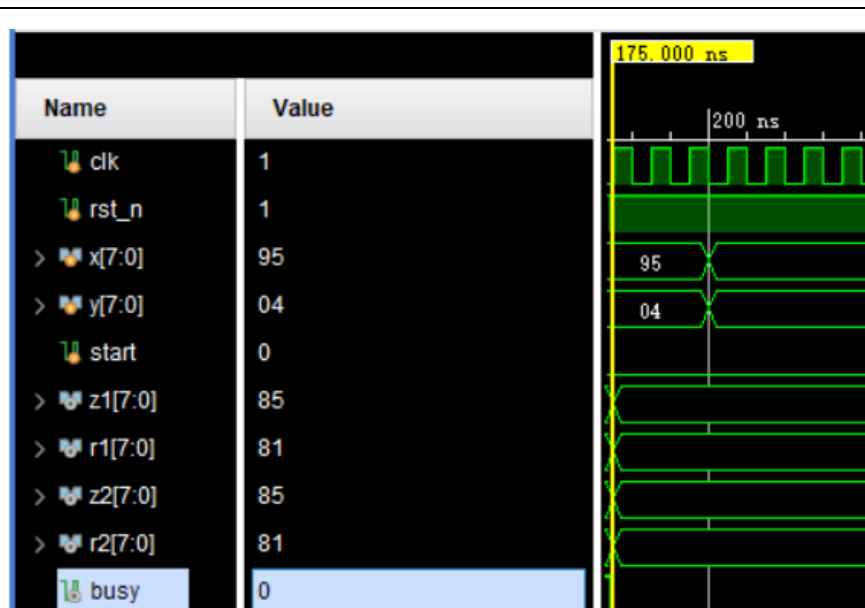 175.000 ns
Name Value
200 ns
clk 1
rst_n 1
> x[7:0] 95 95
> y[7:0] 04 04
start 0
> z1[7:0] 85
> r1[7:0] 81
> z2[7:0] 85
> r2[7:0] 81
busy 0